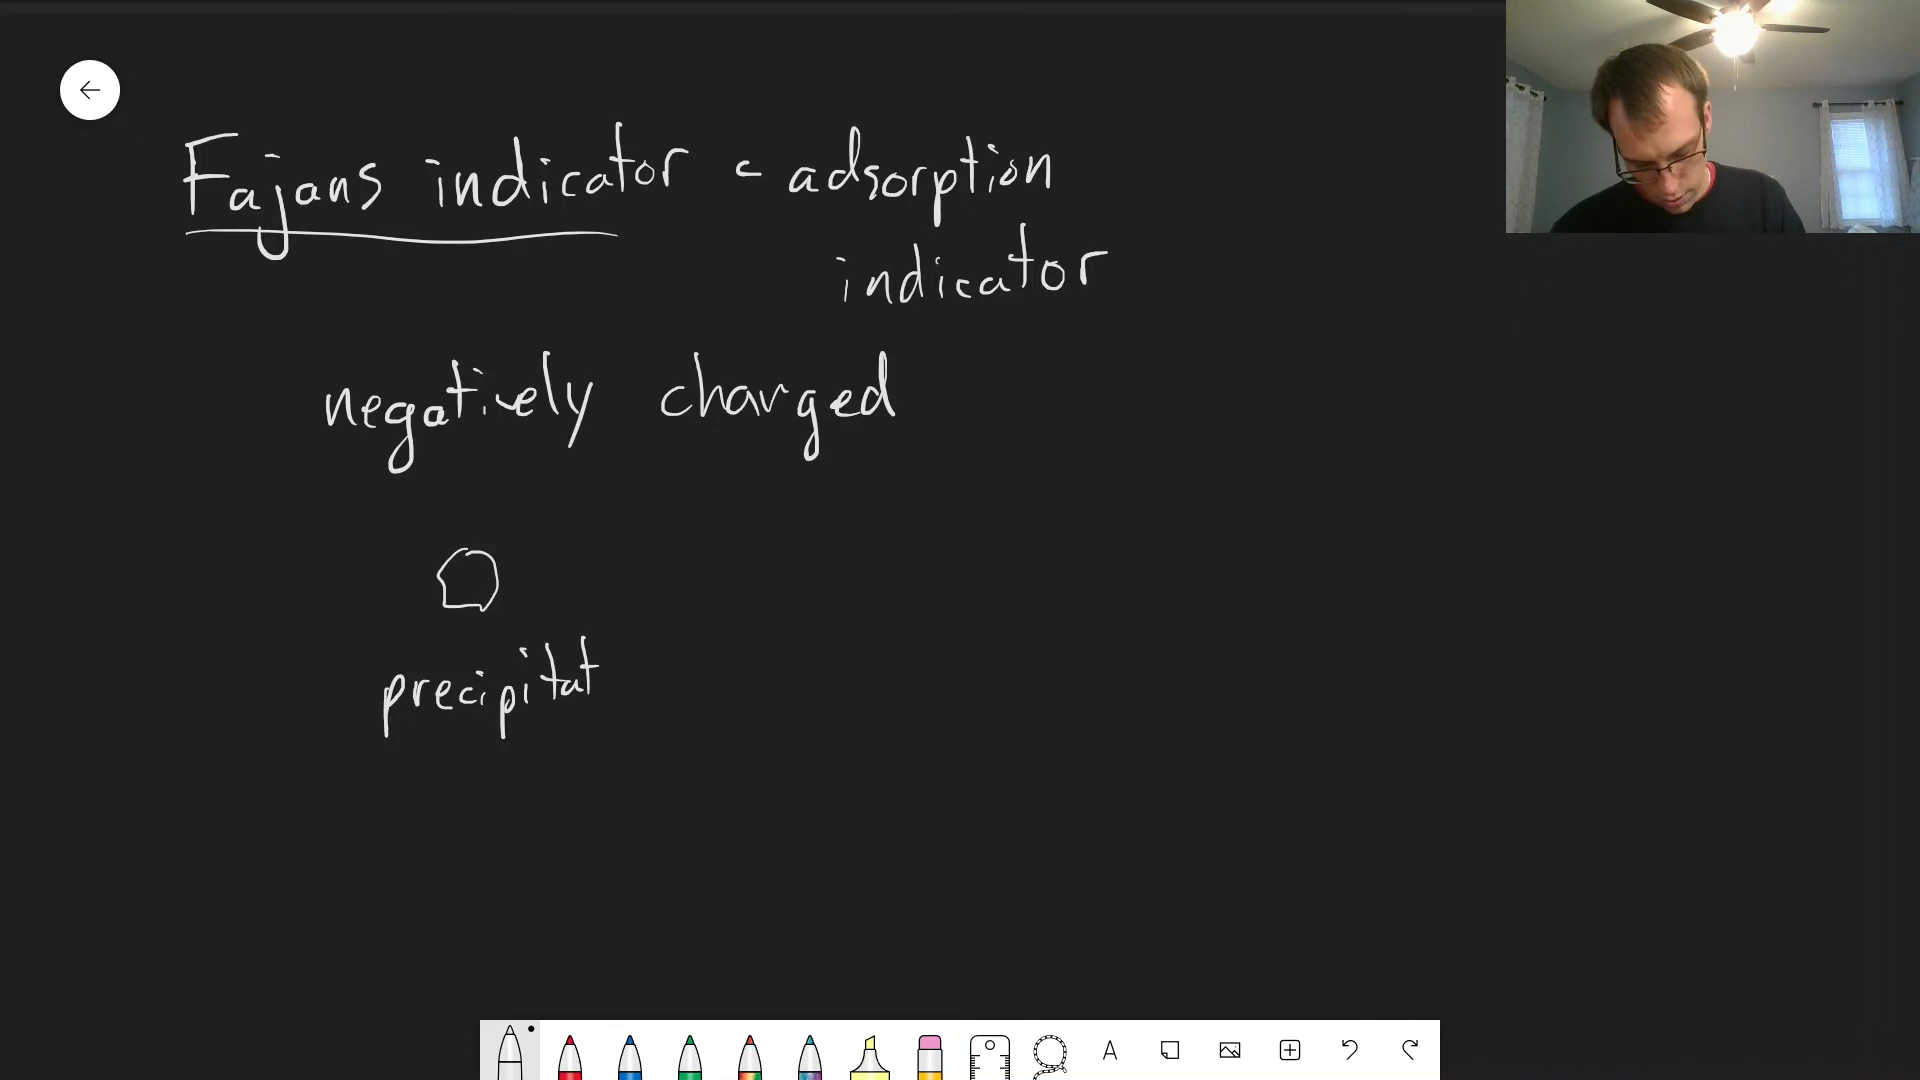 Fajans indicator - adsorption
indicator
negatively charged
precipitat
A